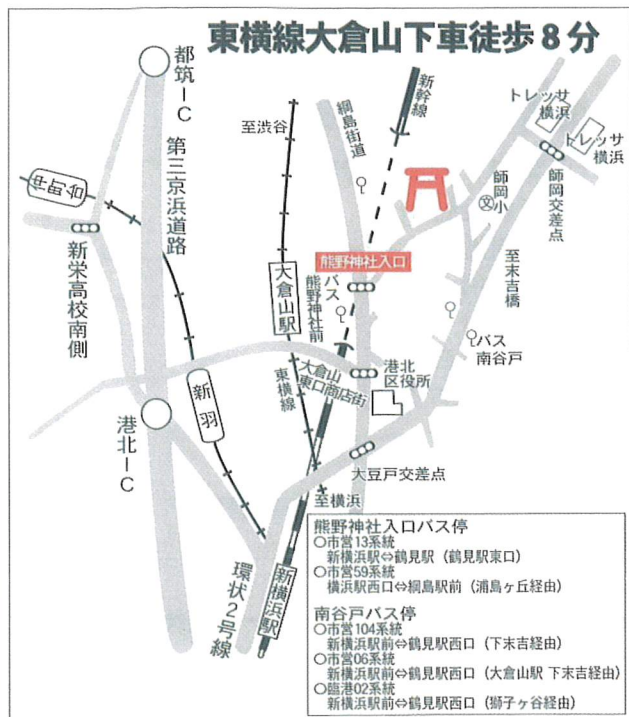 東横線大倉山下車徒歩8分
都筑IC
第三京浜道路
至渋谷
綱島街道
新幹線
トレッサ横浜
トレッサ横浜
師岡小
文
師岡交差点
至末吉橋
新栄高校南側
熊野神社入口
大倉山駅
バス
熊野神社前
バス
南谷戸
新羽
東横線
大倉山
東口商店街
港北
区役所
港北IC
大豆戸交差点
至横浜
環状2号線
新横浜駅
熊野神社入口バス停
○市営13系統
新横浜駅⇔鶴見駅(鶴見駅東口)
○市営59系統
横浜駅西口⇔綱島駅前(浦島ヶ丘経由)
南谷戸バス停
○市営104系統
新横浜駅前⇔鶴見駅西口(下末吉経由)
○市営06系統
新横浜駅前⇔鶴見駅西口(大倉山駅 下末吉経由)
○臨港02系統
新横浜駅前⇔鶴見駅西口(獅子ヶ谷経由)